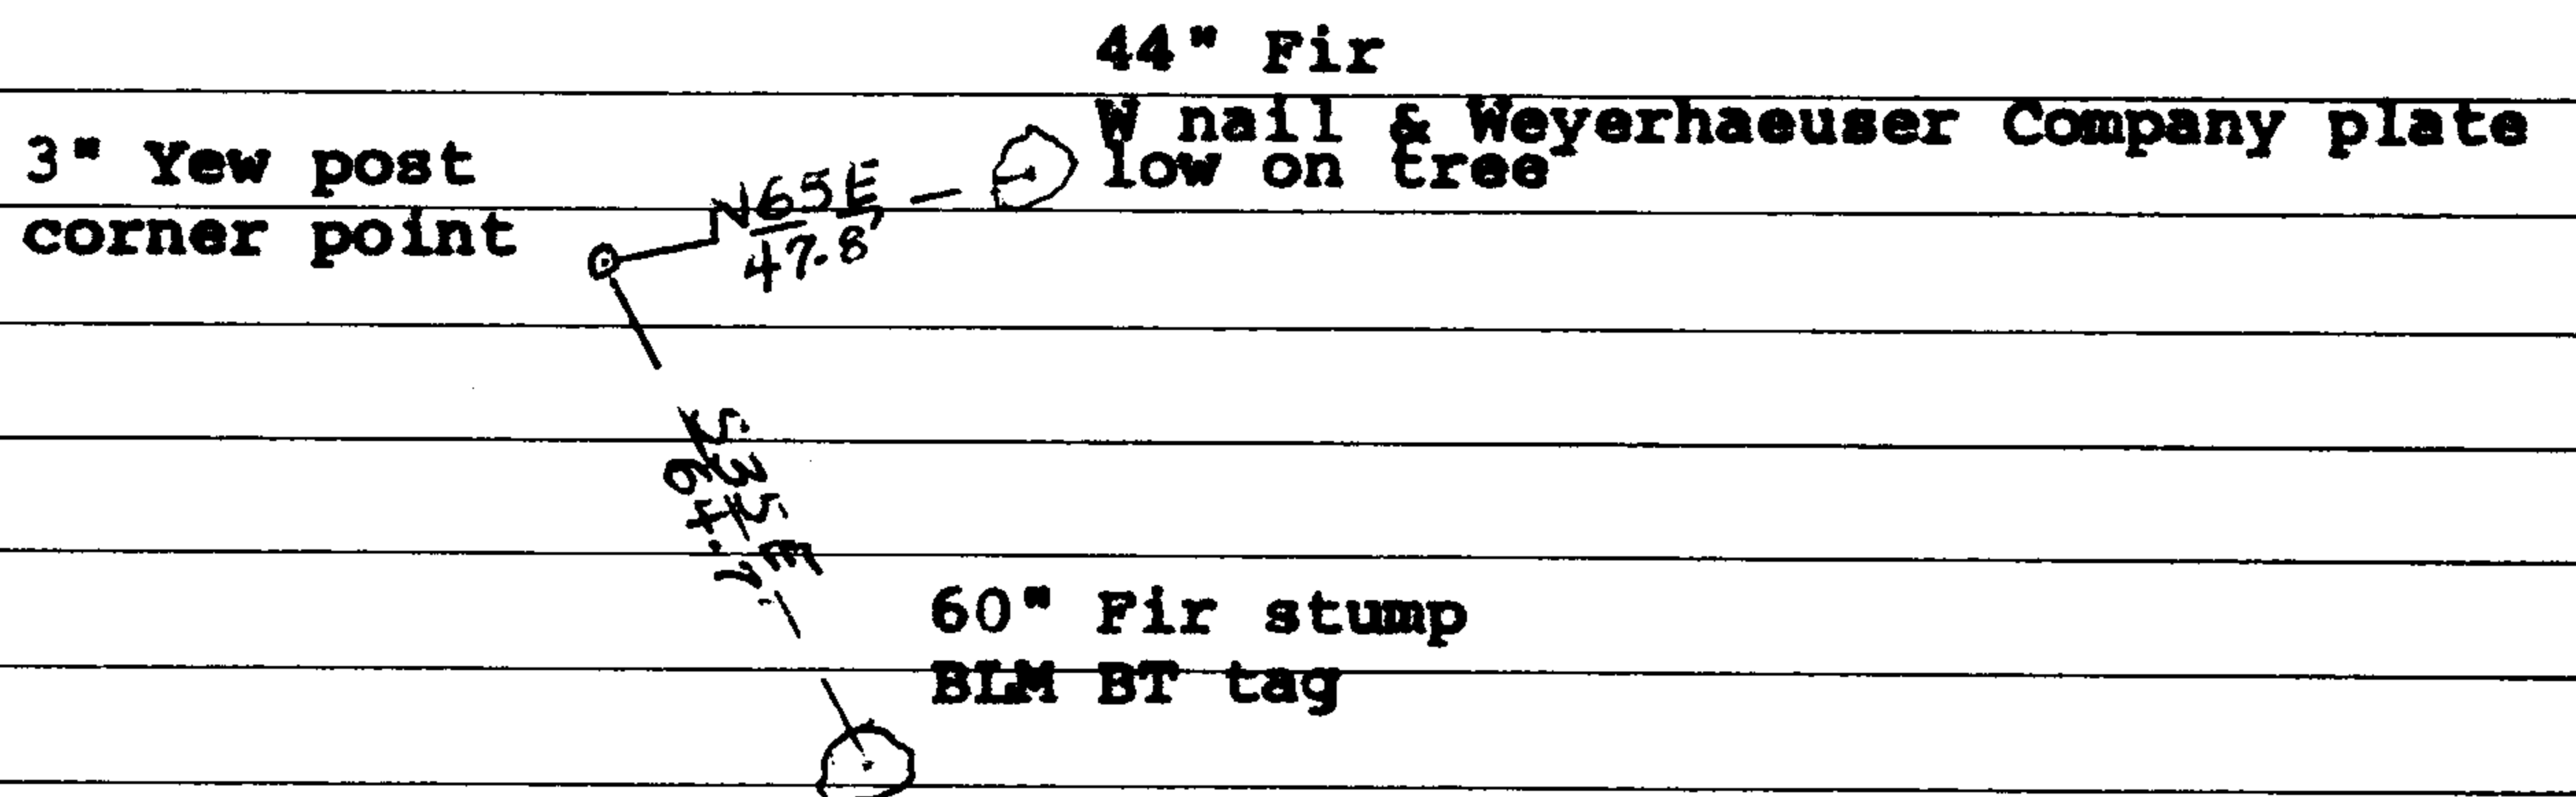 44" Fir
W nail & Weyerhaeuser Company plate
low on tree
3" Yew post
corner point
N65E
47.8'
S35E
60" Fir stump
BLM BT tag